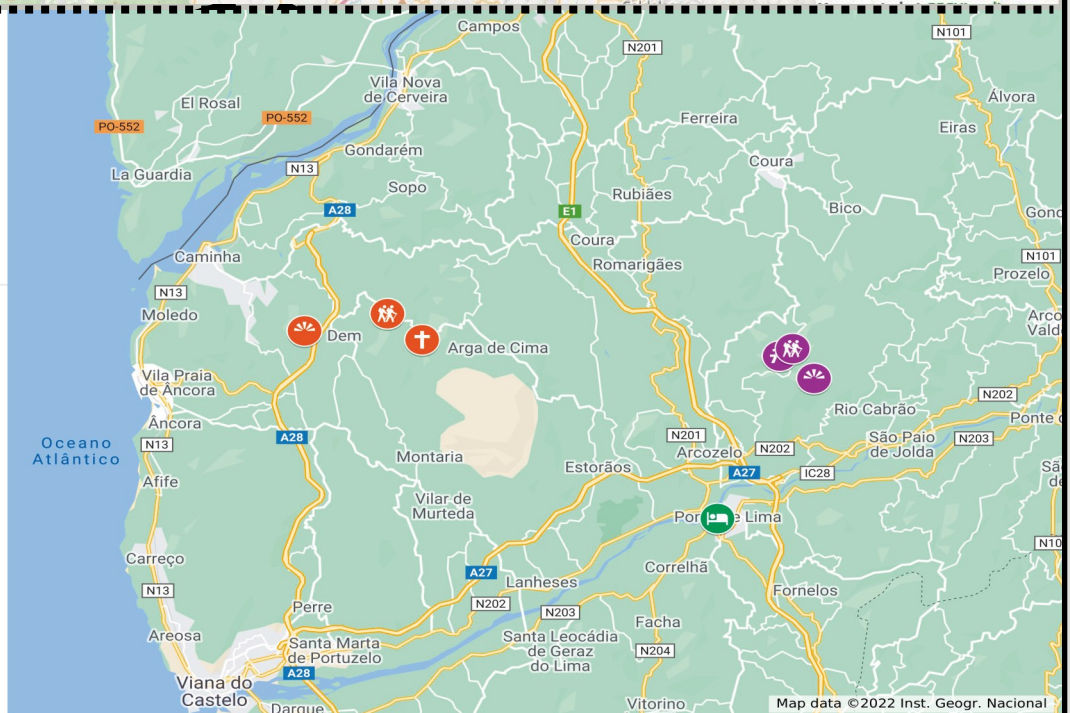 Campos
N201
N101
Vila Nova
de Cerveira
El Rosal
Álvora
PO-552
PO-552
Ferreira
Eiras
Gondarém
Coura
N13
La Guardia
Sopo
Rubiães
A28
E1
Bico
Coura
Caminha
Romarigães
N101
Prozelo
N13
Moledo
Dem
Arga de Cima
Vila Praia
de Âncora
Rio Cabrão
N202
Âncora
N13
A28
N201
Arcozelo
N202
São Paio
de Jolda
N203
Oceano
Atlântico
Montaria
Estorãos
A27
IC28
Afife
Vilar de
Murteda
Lima
Carreço
Correlhã
A27
Lanheses
Fornelos
N13
N202
N203
Perre
Facha
Areosa
Santa Marta
de Portuzelo
Santa Leocádia
de Geraz
do Lima
N204
A28
Viana do
Castelo
Darque
Vitorino
Map data ©2022 Inst. Geogr. Nacional